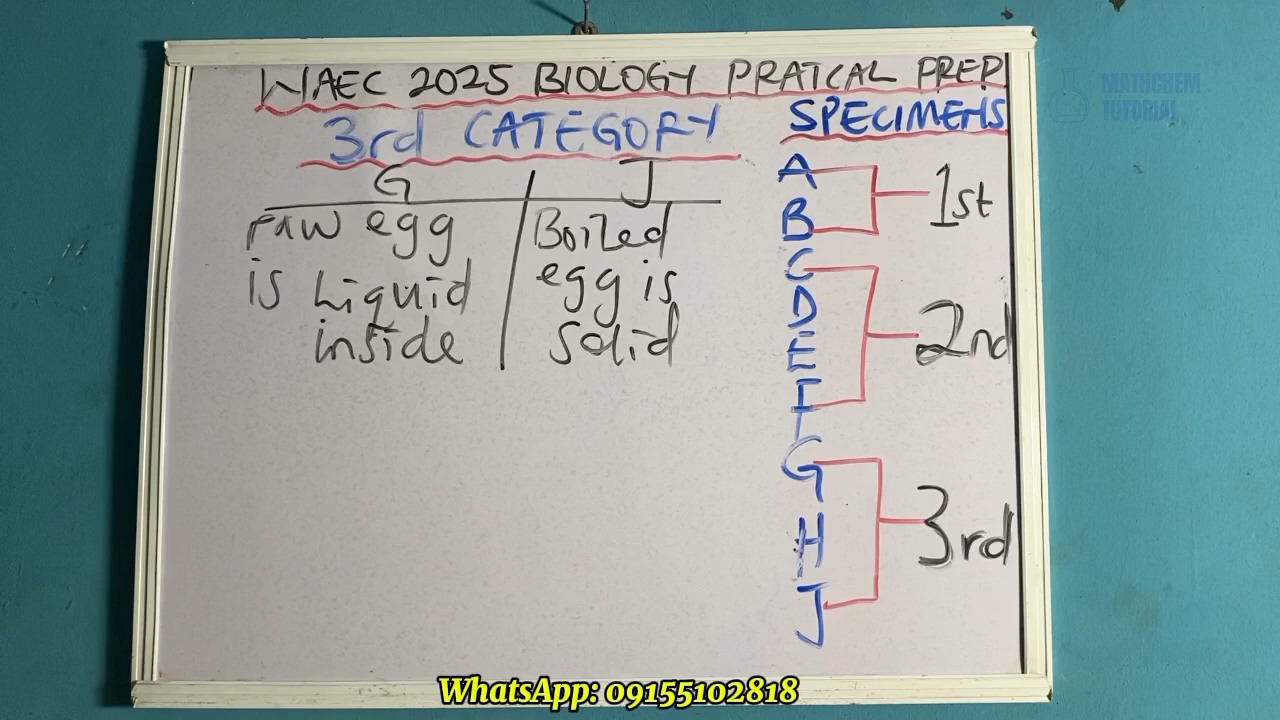 WAEC 2025 BIOLOGY PRATCAL PREP
MATHCHEM
TUTORIAL
3rd CATEGORY
SPECIMENS
G J
raw egg
is Liquid
inside
Boiled
egg is
solid
A
B
1st
C
D
E
F
2nd
G
H
J
3rd
WhatsApp: 09155102818